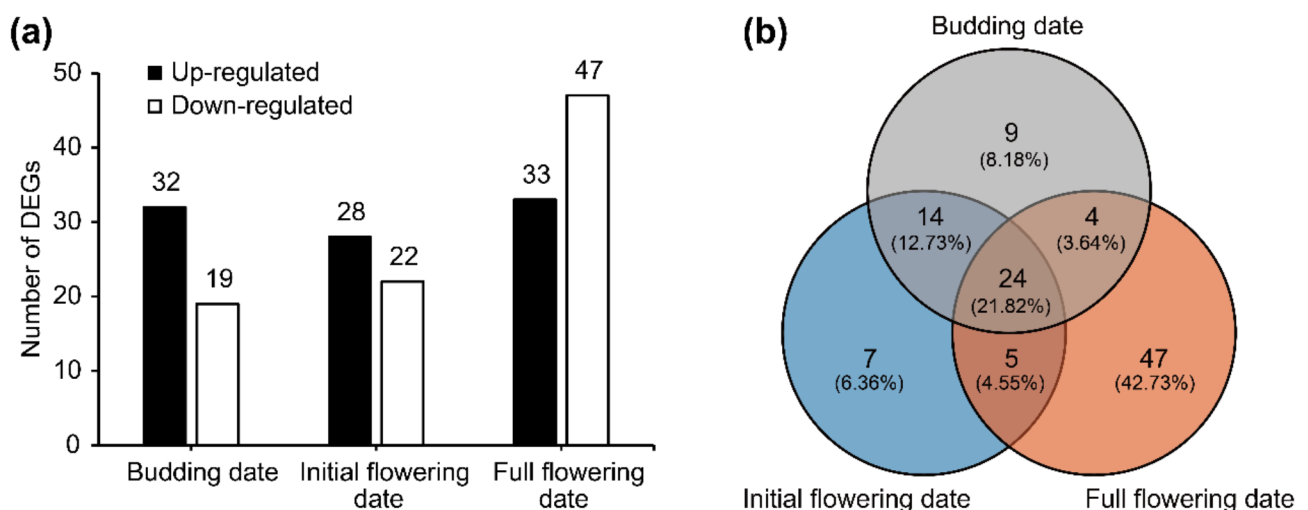 (a)
Up-regulated
Down-regulated
Number of DEGs
50
40
30
20
10
0
32
19
28
22
33
47
Budding date
Initial flowering
date
Full flowering
date
(b)
Budding date
9
(8.18%)
14
(12.73%)
4
(3.64%)
24
(21.82%)
7
(6.36%)
5
(4.55%)
47
(42.73%)
Initial flowering date
Full flowering date